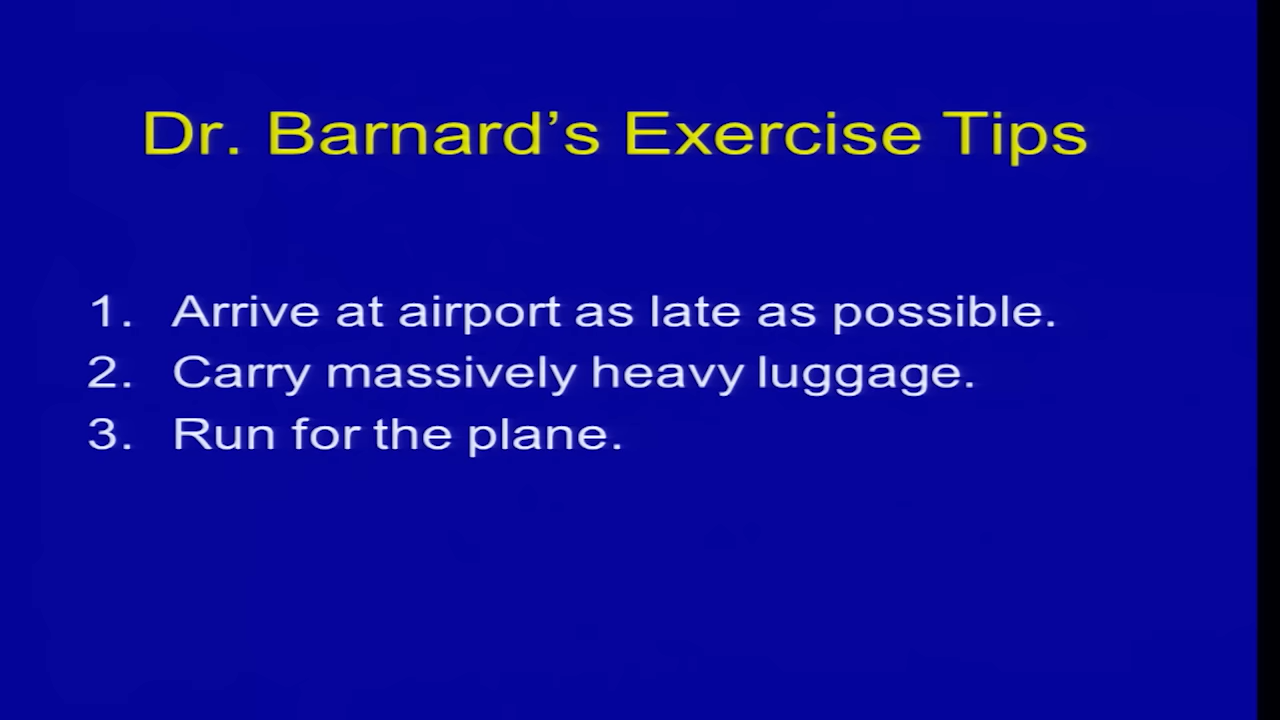 Dr. Barnard’s Exercise Tips
1. Arrive at airport as late as possible.
2. Carry massively heavy luggage.
3. Run for the plane.